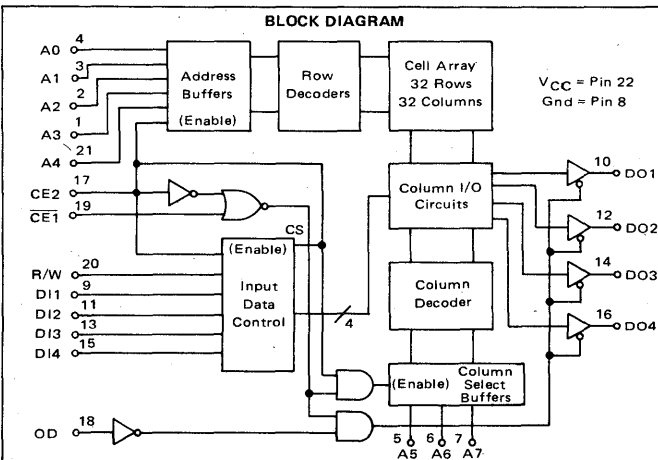 BLOCK DIAGRAM
A0 4
A1 3
A2 2
A3 1
A4 21
CE2 17
CE1 19
R/W 20
DI1 9
DI2 11
DI3 13
DI4 15
OD 18
Address
Buffers
(Enable)
Row
Decoders
Cell Array
32 Rows
32 Columns
VCC = Pin 22
Gnd = Pin 8
Column I/O
Circuits
CS
(Enable)
Input
Data
Control
4
Column
Decoder
(Enable) Column
Select
Buffers
10 DO1
12 DO2
14 DO3
16 DO4
5 6 7
A5 A6 A7